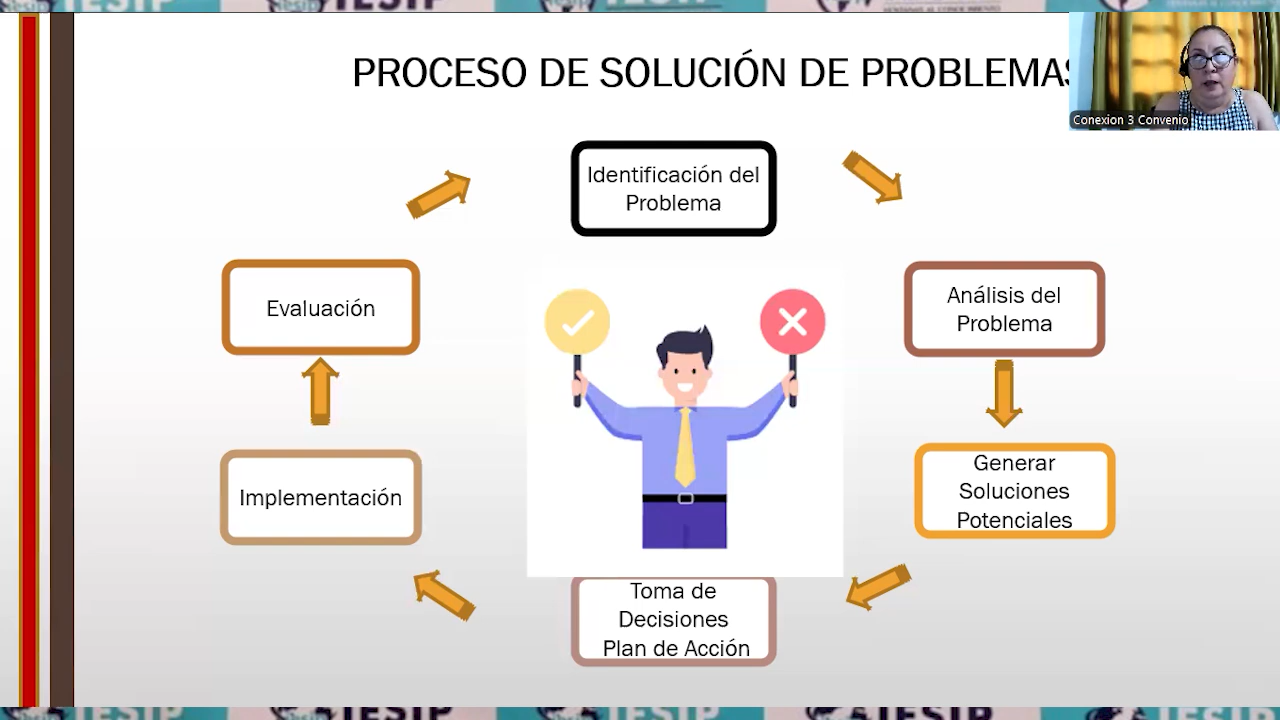 PROCESO DE SOLUCIÓN DE PROBLEMAS
Conexion 3 Convenio
Identificación del
Problema
Evaluación
Análisis del
Problema
Implementación
Generar
Soluciones
Potenciales
Toma de
Decisiones
Plan de Acción
IESIP
IESIP